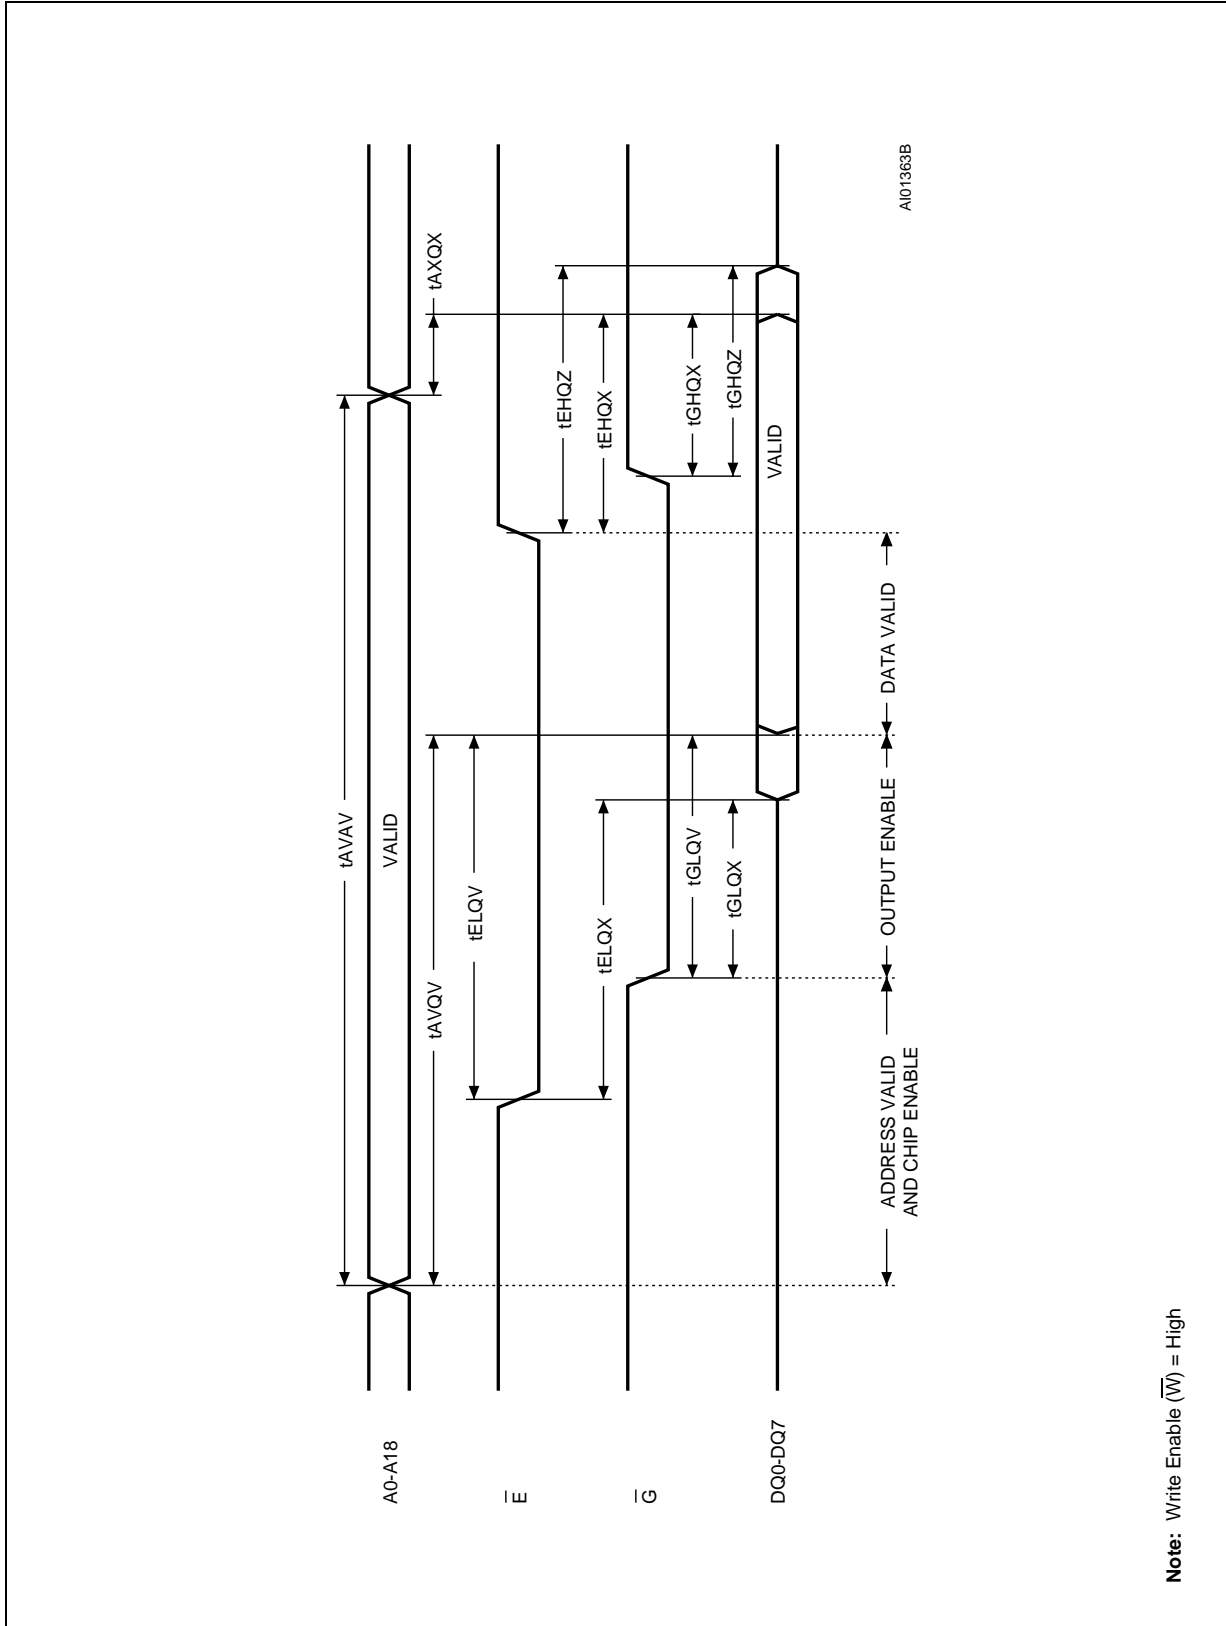 tAVAV
A0-A18
VALID
tAVQV
tAXQX
tELQV
tEHQZ
E̅
tELQX
tEHQX
G̅
tGLQV
tGHQX
tGLQX
tGHQZ
DQ0-DQ7
VALID
ADDRESS VALID
AND CHIP ENABLE
OUTPUT ENABLE
DATA VALID
AI01363B
Note: Write Enable (W̅) = High